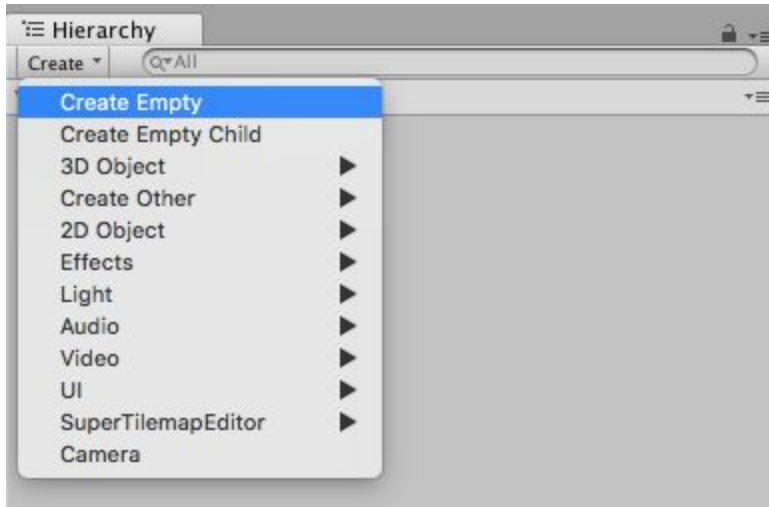 Hierarchy
Create
All
Create Empty
Create Empty Child
3D Object
Create Other
2D Object
Effects
Light
Audio
Video
UI
SuperTilemapEditor
Camera